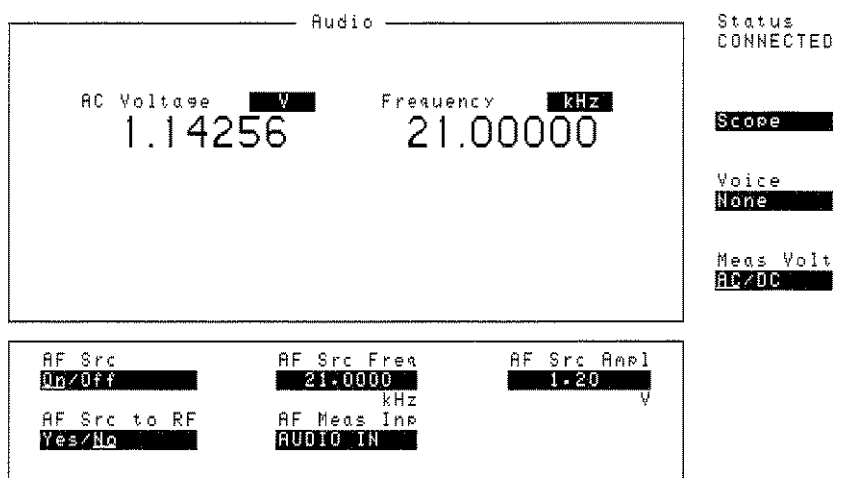 Audio
AC Voltage V
1.14256
Frequency kHz
21.00000
Status
CONNECTED
Scope
Voice
None
Meas Volt
AC/DC
AF Src
On/Off
AF Src Freq
21.0000
kHz
AF Src Ampl
1.20
V
AF Src to RF
Yes/No
AF Meas Inp
AUDIO IN